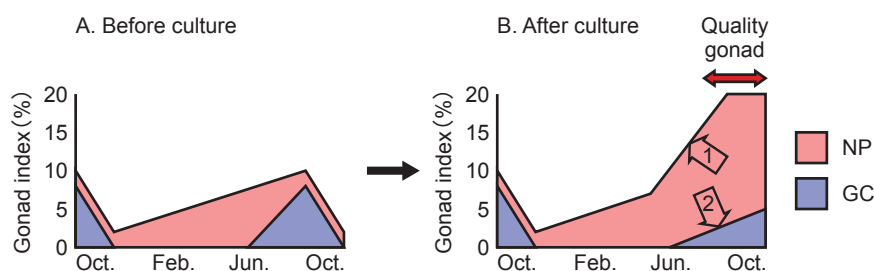 A. Before culture
Gonad index (%)
20
15
10
5
0
Oct.
Feb.
Jun.
Oct.
B. After culture
Quality
gonad
Gonad index (%)
20
15
10
5
0
1
2
Oct.
Feb.
Jun.
Oct.
NP
GC